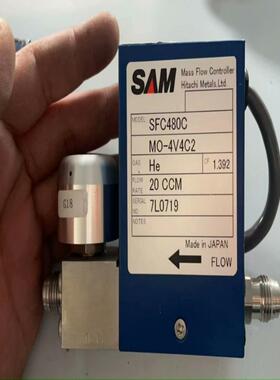 SAM
Mass Flow Controller
Hitachi Metals,Ltd.
MODEL SFC480C
MO-4V4C2
GAS He CF 1.392
FLOW RATE 20 CCM
SERIAL NO. 7L0719
NOTES
Made in JAPAN
FLOW
G18